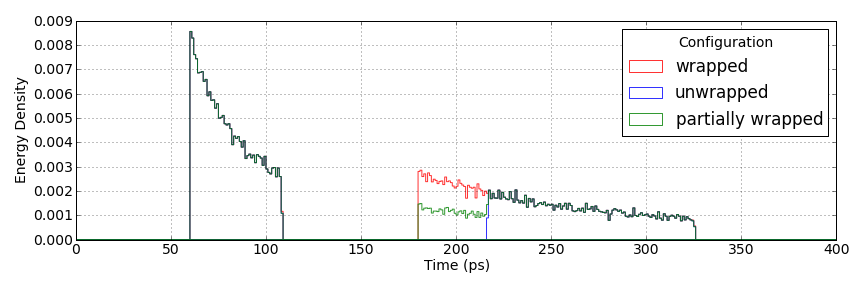 Energy Density
0.009
0.008
0.007
0.006
0.005
0.004
0.003
0.002
0.001
0.000
Configuration
wrapped
unwrapped
partially wrapped
0 50 100 150 200 250 300 350 400
Time (ps)